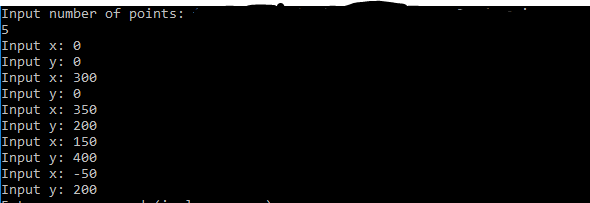 Input number of points:
5
Input x: 0
Input y: 0
Input x: 300
Input y: 0
Input x: 350
Input y: 200
Input x: 150
Input y: 400
Input x: -50
Input y: 200